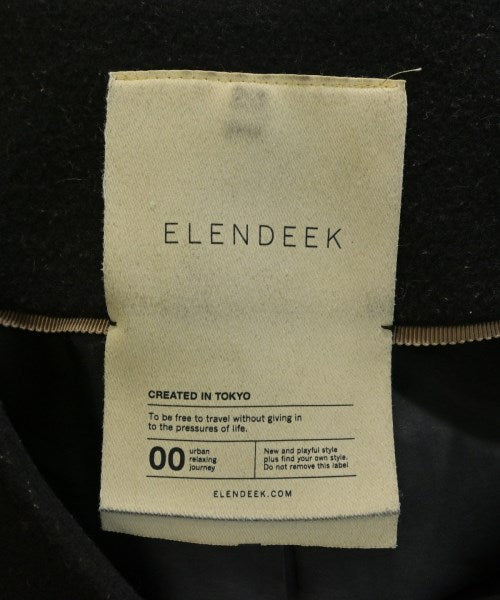 ELENDEEK
CREATED IN TOKYO
To be free to travel without giving in
to the pressures of life.
00
urban
relaxing
journey
New and playful style
plus find your own style.
Do not remove this label
ELENDEEK.COM